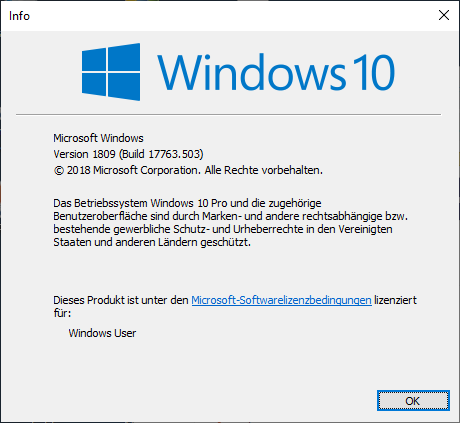 Info
Windows 10
Microsoft Windows
Version 1809 (Build 17763.503)
© 2018 Microsoft Corporation. Alle Rechte vorbehalten.
Das Betriebssystem Windows 10 Pro und die zugehörige
Benutzeroberfläche sind durch Marken- und andere rechtsabhängige bzw.
bestehende gewerbliche Schutz- und Urheberrechte in den Vereinigten
Staaten und anderen Ländern geschützt.
Dieses Produkt ist unter den Microsoft-Softwarelizenzbedingungen lizenziert
für:
Windows User
OK